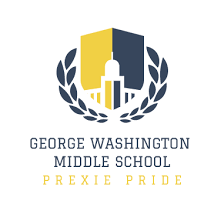 GEORGE WASHINGTON
MIDDLE SCHOOL
PREXIE PRIDE